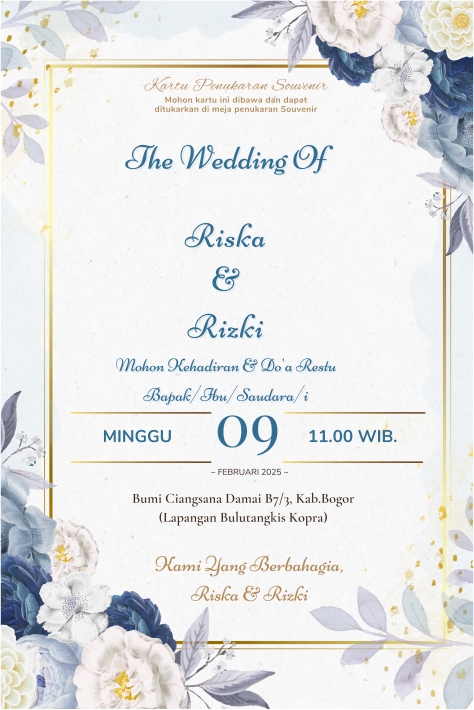 Kartu Penukaran Souvenir
Mohon kartu ini dibawa dan dapat
ditukarkan di meja penukaran Souvenir
The Wedding Of
Riska
&
Rizki
Mohon Kehadiran & Do'a Restu
Bapak/Ibu/Saudara/i
MINGGU 09 11.00 WIB.
~ FEBRUARI 2025 ~
Bumi Ciangsana Damai B7/3, Kab.Bogor
(Lapangan Bulutangkis Kopra)
Kami Yang Berbahagia,
Riska & Rizki